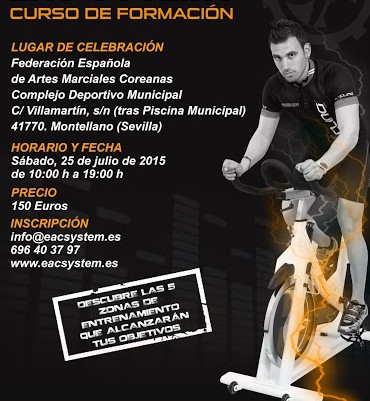 CURSO DE FORMACIÓN
LUGAR DE CELEBRACIÓN
Federación Española
de Artes Marciales Coreanas
Complejo Deportivo Municipal
C/ Villamartín, s/n (tras Piscina Municipal)
41770. Montellano (Sevilla)
HORARIO Y FECHA
Sábado, 25 de julio de 2015
de 10:00 h a 19:00 h
PRECIO
150 Euros
INSCRIPCIÓN
info@eacsystem.es
696 40 37 97
www.eacsystem.es
DESCUBRE LAS 5
ZONAS DE
ENTRENAMIENTO
QUE ALCANZARÁN
TUS OBJETIVOS